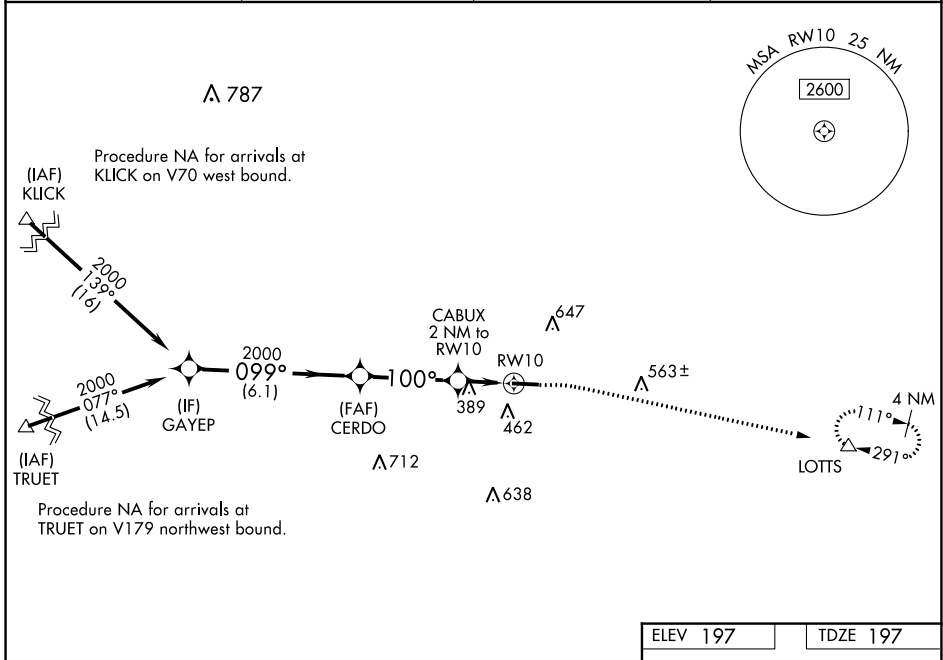 MSA RW10 25 NM
2600
787
Procedure NA for arrivals at
KLICK on V70 west bound.
(IAF)
KLICK
2000
139°
(16)
647
CABUX
2 NM to
RW10
RW10
563±
2000
099°
(6.1)
100°
2000
077°
(14.5)
(IF)
GAYEP
(FAF)
CERDO
389
462
4 NM
111°
291°
LOTTS
(IAF)
TRUET
712
638
Procedure NA for arrivals at
TRUET on V179 northwest bound.
ELEV 197
TDZE 197